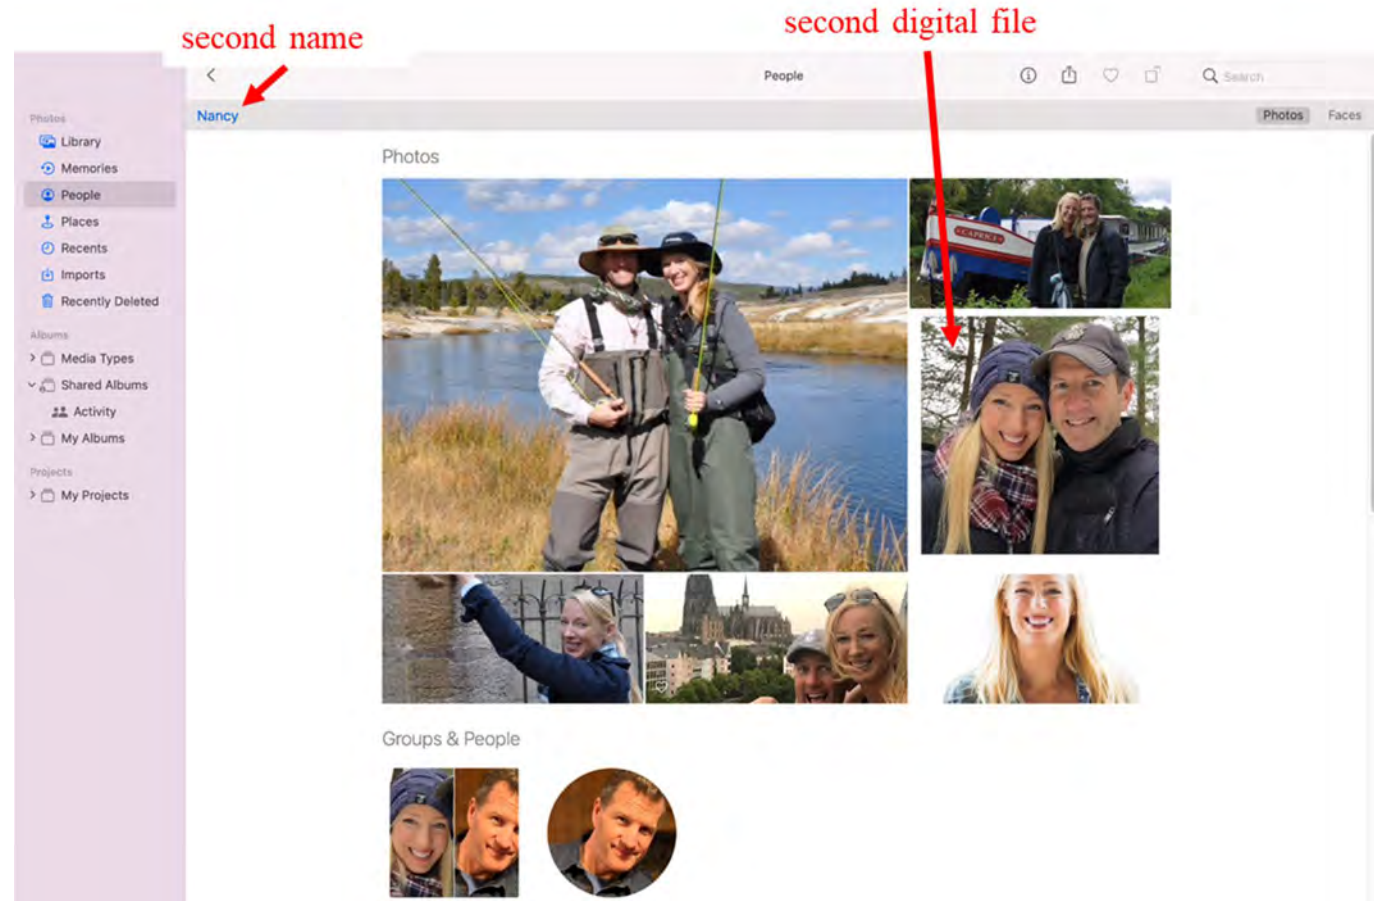 second name
second digital file
People
Search
Nancy
Photos Faces
Photos
Library
Memories
People
Places
Recents
Imports
Recently Deleted
Albums
Media Types
Shared Albums
Activity
My Albums
Projects
My Projects
Photos
CAPRICE
Groups & People